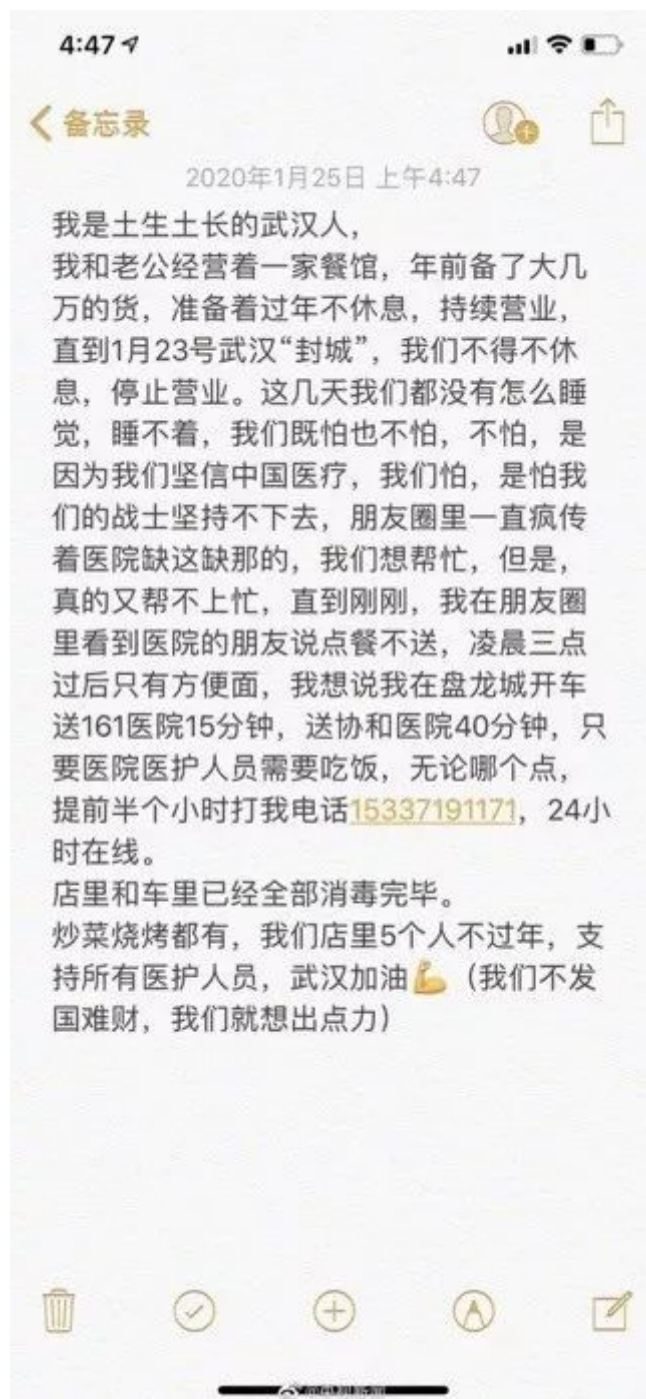 4:47
备忘录
2020年1月25日 上午4:47
我是土生土长的武汉人，
我和老公经营着一家餐馆，年前备了大几
万的货，准备着过年不休息，持续营业，
直到1月23号武汉“封城”，我们不得不休
息，停止营业。这几天我们都没有怎么睡
觉，睡不着，我们既怕也不怕，不怕，是
因为我们坚信中国医疗，我们怕，是怕我
们的战士坚持不下去，朋友圈里一直疯传
着医院缺这缺那的，我们想帮忙，但是，
真的又帮不上忙，直到刚刚，我在朋友圈
里看到医院的朋友说点餐不送，凌晨三点
过后只有方便面，我想说我在盘龙城开车
送161医院15分钟，送协和医院40分钟，只
要医院医护人员需要吃饭，无论哪个点，
提前半个小时打我电话15337191171，24小
时在线。
店里和车里已经全部消毒完毕。
炒菜烧烤都有，我们店里5个人不过年，支
持所有医护人员，武汉加油💪（我们不发
国难财，我们就想出点力）
@央视新闻